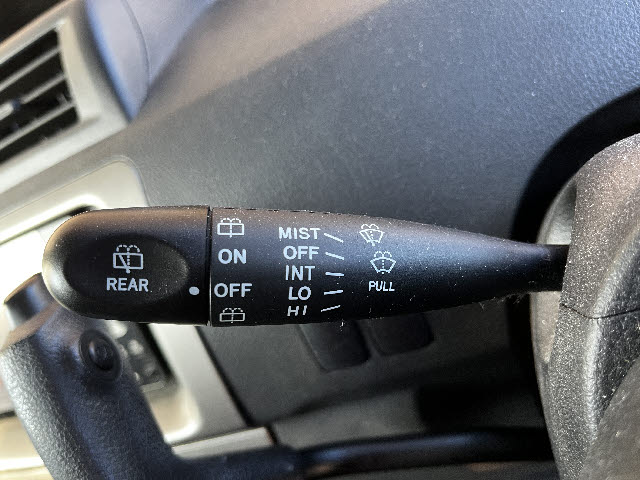 REAR
ON
OFF
MIST
OFF
INT
LO
HI
PULL